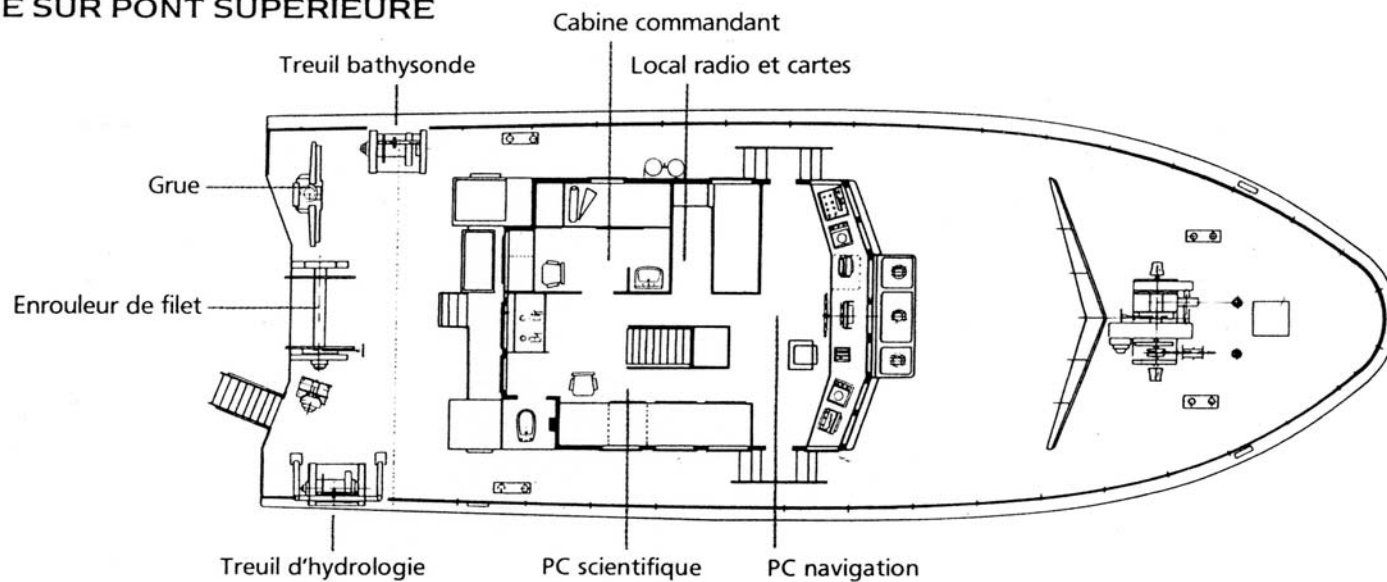 E SUR PONT SUPERIEURE
Cabine commandant
Treuil bathysonde
Local radio et cartes
Grue
Enrouleur de filet
Treuil d'hydrologie
PC scientifique
PC navigation